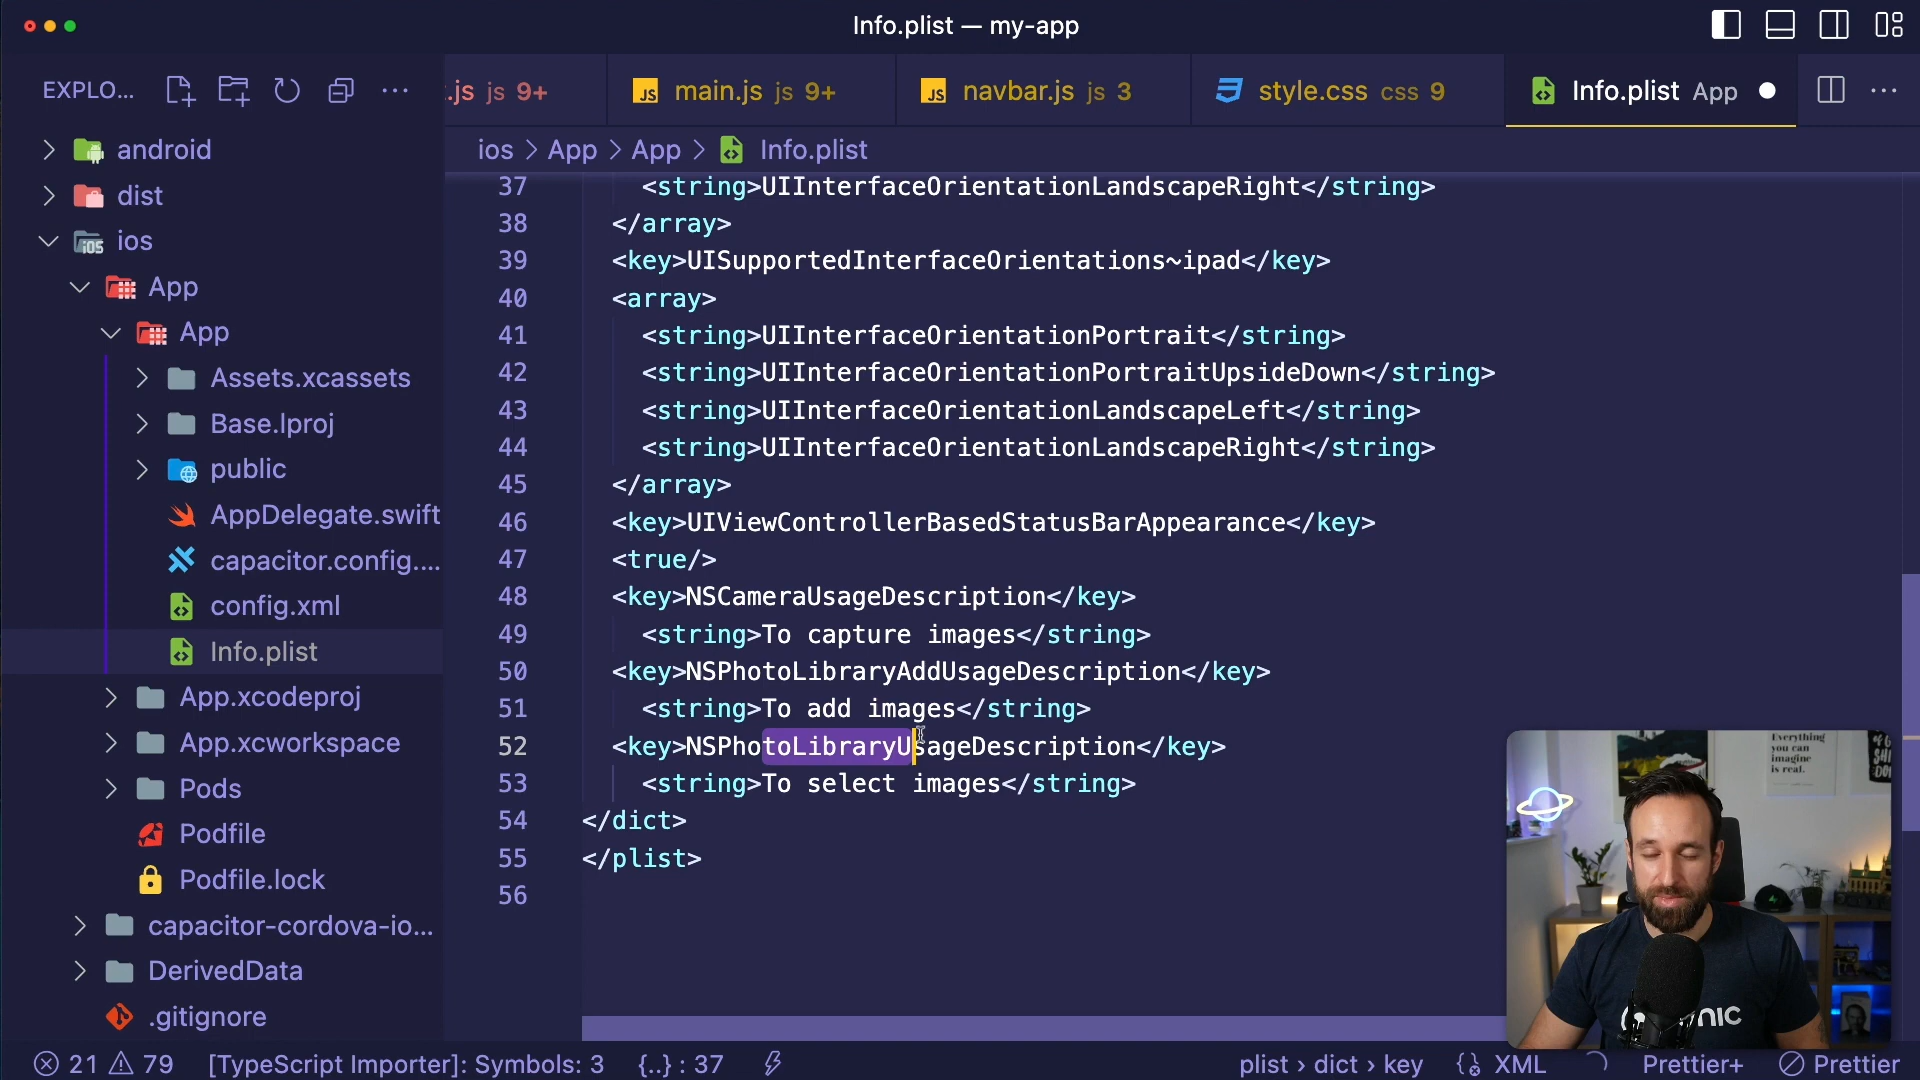 Info.plist — my-app
EXPLO...
.js js 9+
main.js js 9+
navbar.js js 3
style.css css 9
Info.plist App
ios > App > App > Info.plist
android
dist
ios
App
App
Assets.xcassets
Base.lproj
public
AppDelegate.swift
capacitor.config....
config.xml
Info.plist
App.xcodeproj
App.xcworkspace
Pods
Podfile
Podfile.lock
capacitor-cordova-io...
DerivedData
.gitignore
37 <string>UIInterfaceOrientationLandscapeRight</string>
38 </array>
39 <key>UISupportedInterfaceOrientations~ipad</key>
40 <array>
41 <string>UIInterfaceOrientationPortrait</string>
42 <string>UIInterfaceOrientationPortraitUpsideDown</string>
43 <string>UIInterfaceOrientationLandscapeLeft</string>
44 <string>UIInterfaceOrientationLandscapeRight</string>
45 </array>
46 <key>UIViewControllerBasedStatusBarAppearance</key>
47 <true/>
48 <key>NSCameraUsageDescription</key>
49 <string>To capture images</string>
50 <key>NSPhotoLibraryAddUsageDescription</key>
51 <string>To add images</string>
52 <key>NSPhotoLibraryUsageDescription</key>
53 <string>To select images</string>
54 </dict>
55 </plist>
56
Everything
you can
imagine
is real.
21 79 [TypeScript Importer]: Symbols: 3 {..} : 37
plist › dict › key XML Prettier+ Prettier